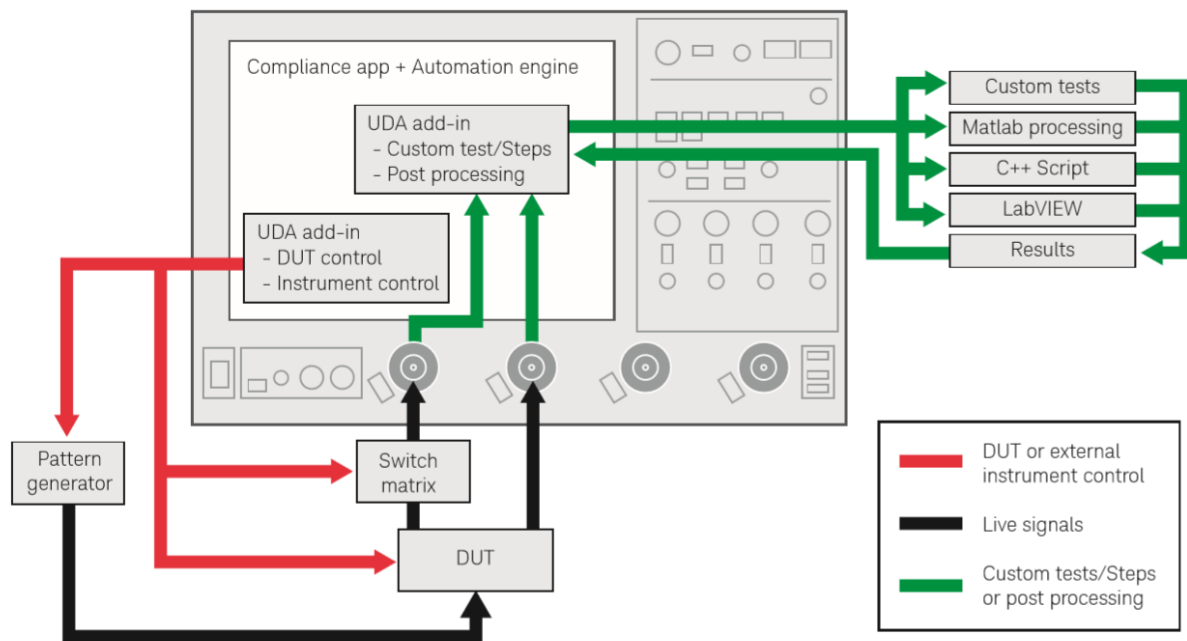 Compliance app + Automation engine
UDA add-in
- Custom test/Steps
- Post processing
UDA add-in
- DUT control
- Instrument control
Custom tests
Matlab processing
C++ Script
LabVIEW
Results
Pattern
generator
Switch
matrix
DUT
DUT or external
instrument control
Live signals
Custom tests/Steps
or post processing